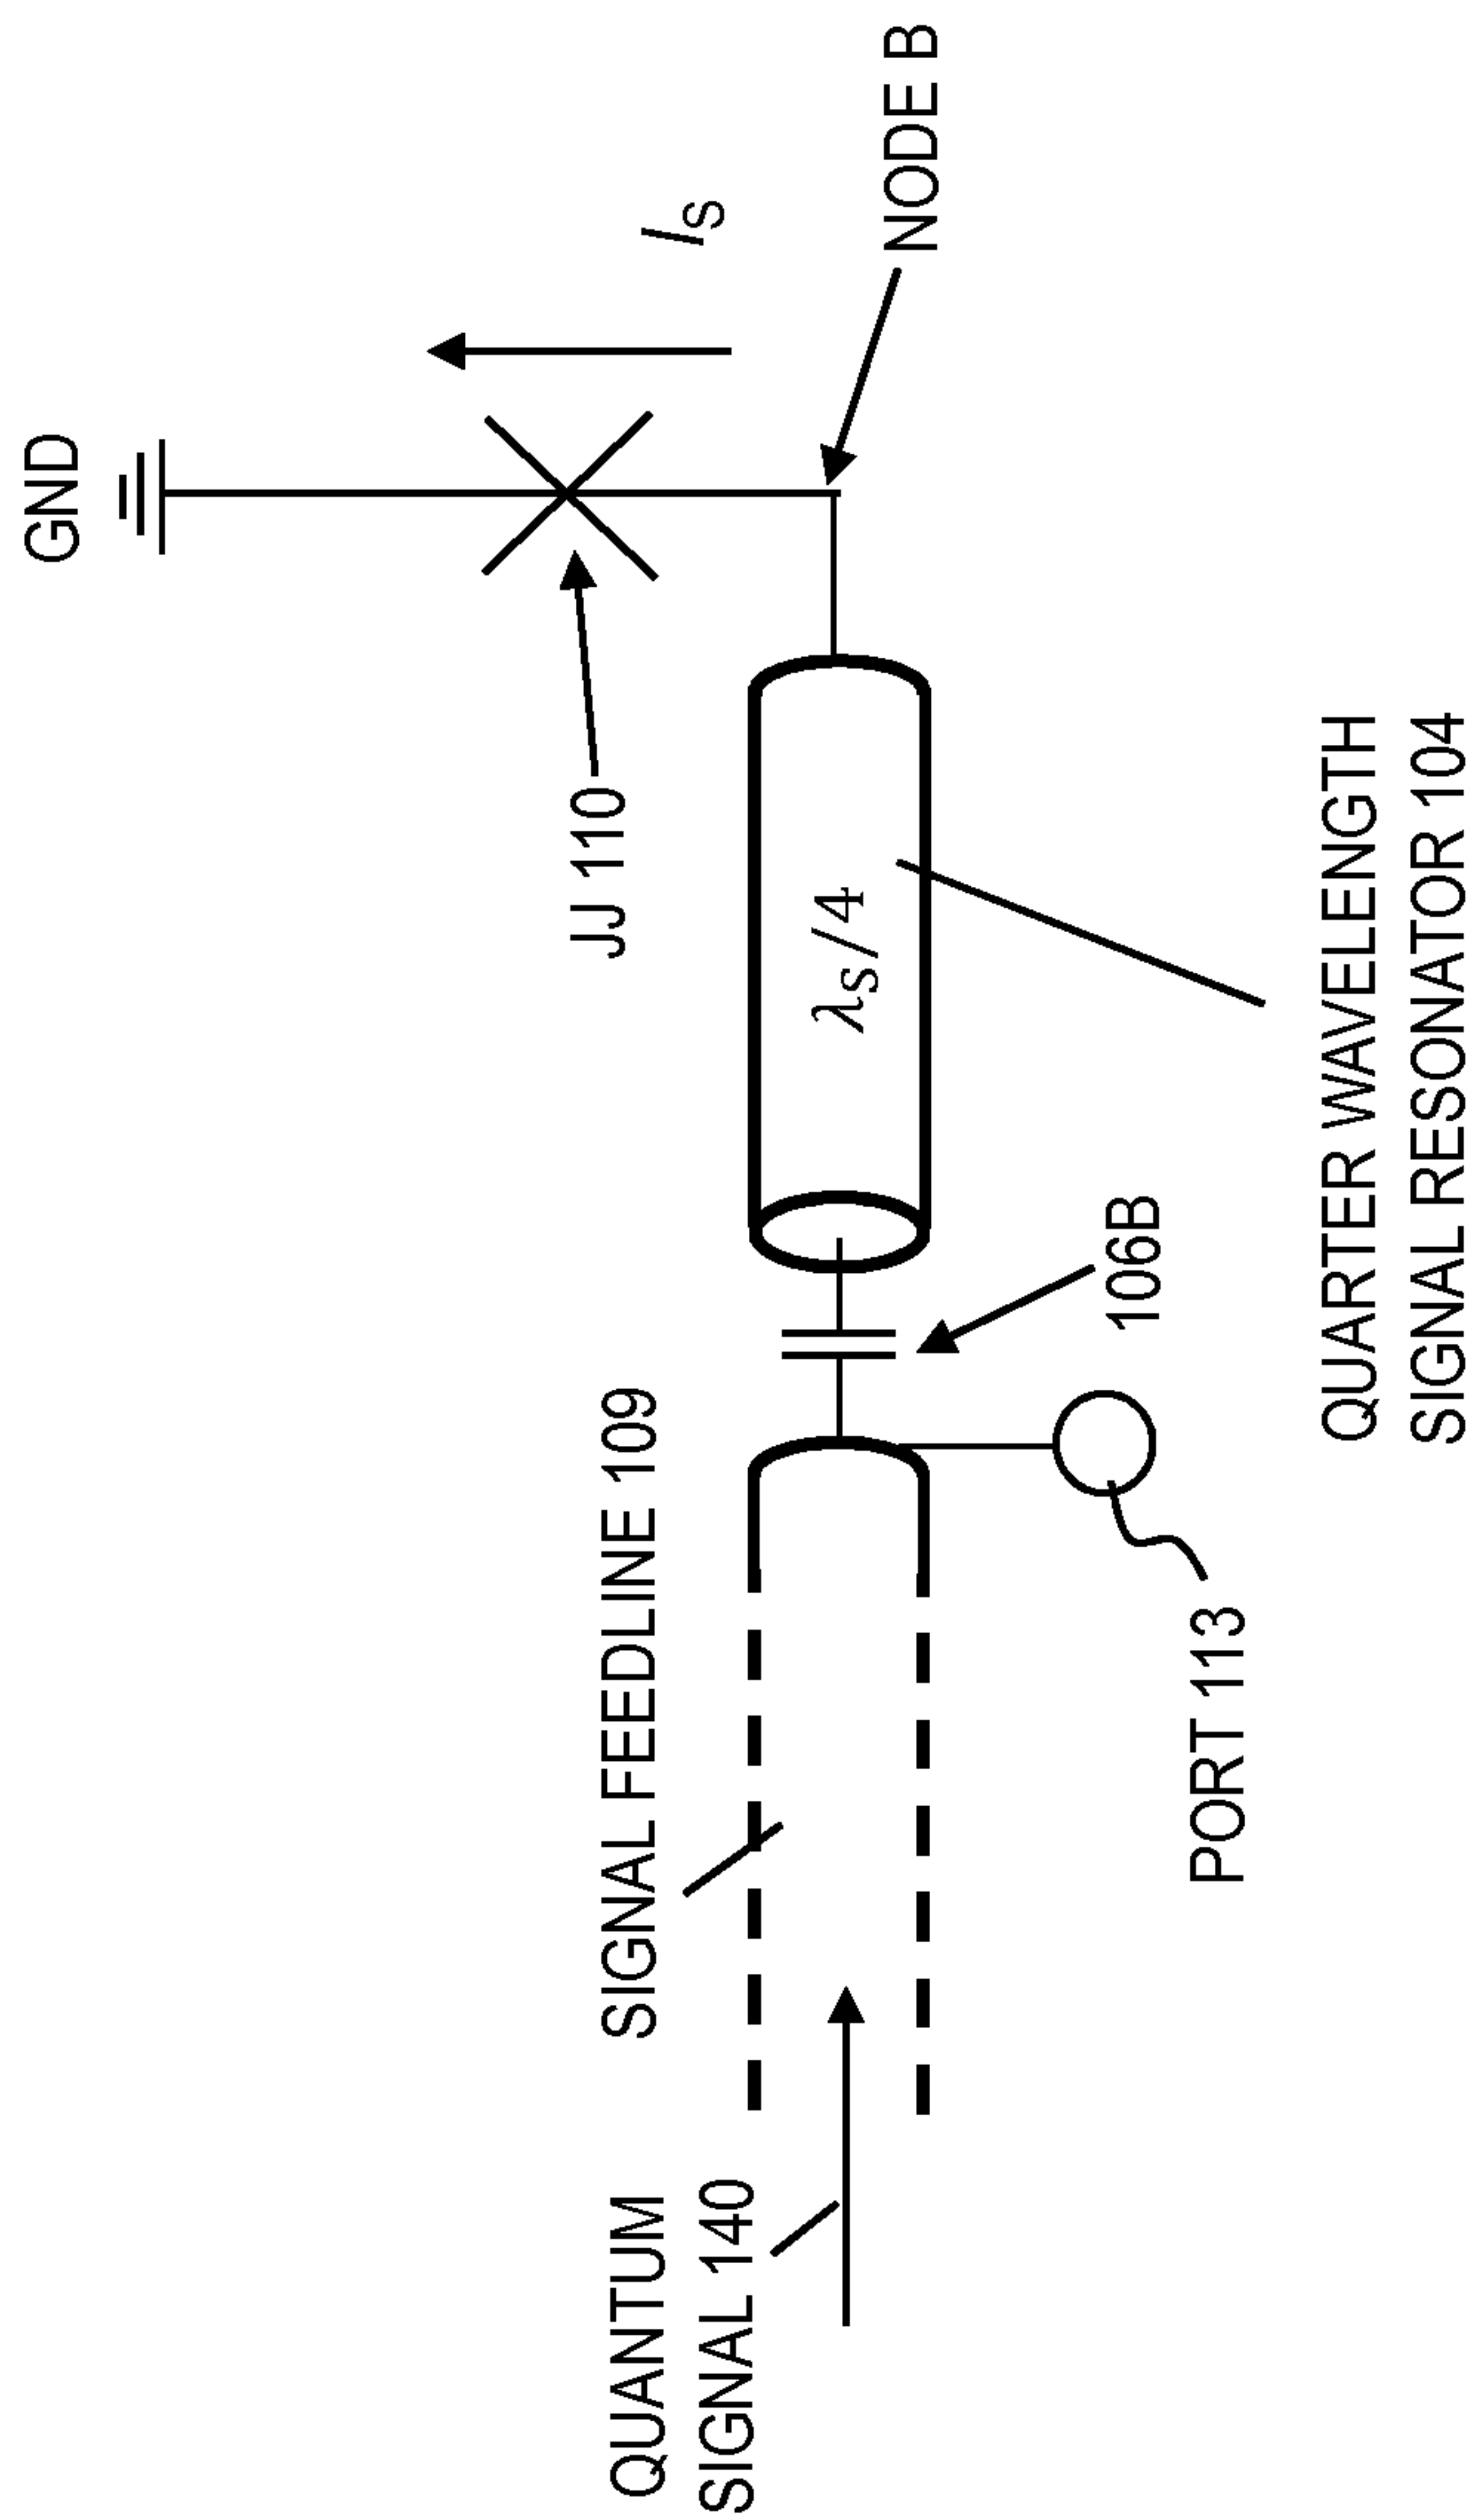 GND
I_S
JJ 110
NODE B
SIGNAL FEEDLINE 109
QUANTUM
SIGNAL 140
λ_S/4
106B
PORT 113
QUARTER WAVELENGTH
SIGNAL RESONATOR 104